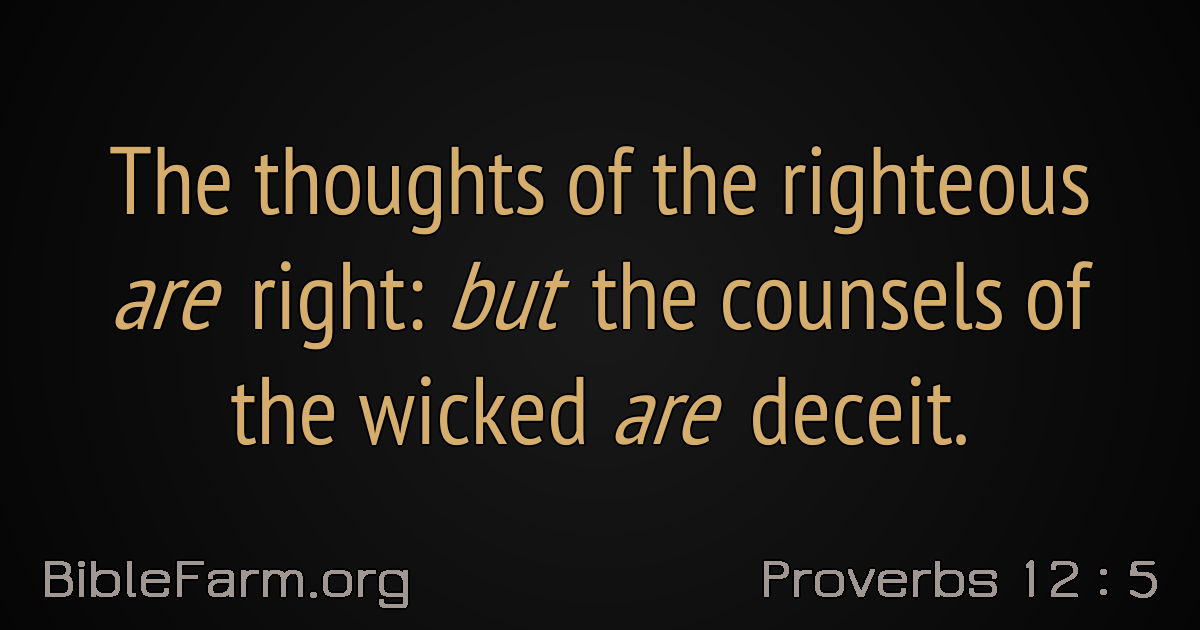 The thoughts of the righteous
are right: but the counsels of
the wicked are deceit.
BibleFarm.org
Proverbs 12 : 5